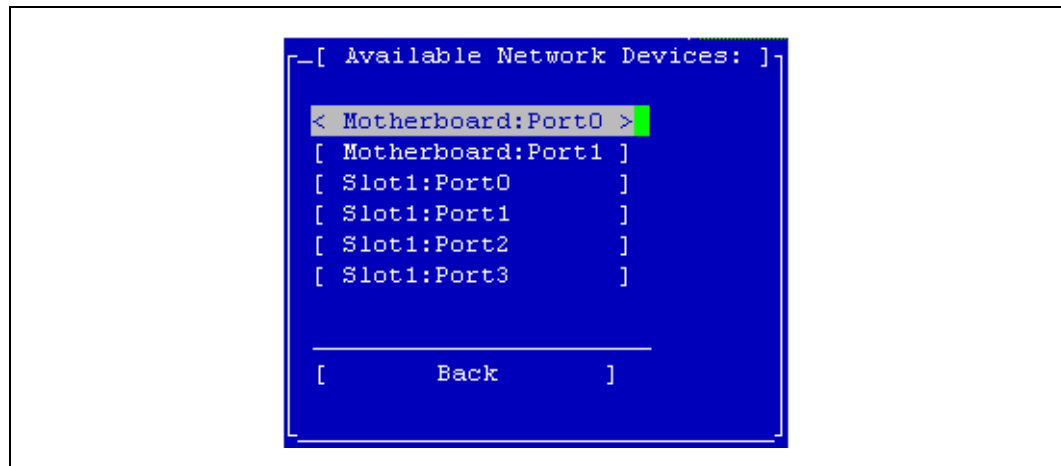 [ Available Network Devices: ]
< Motherboard:Port0 >
[ Motherboard:Port1 ]
[ Slot1:Port0 ]
[ Slot1:Port1 ]
[ Slot1:Port2 ]
[ Slot1:Port3 ]
[ Back ]